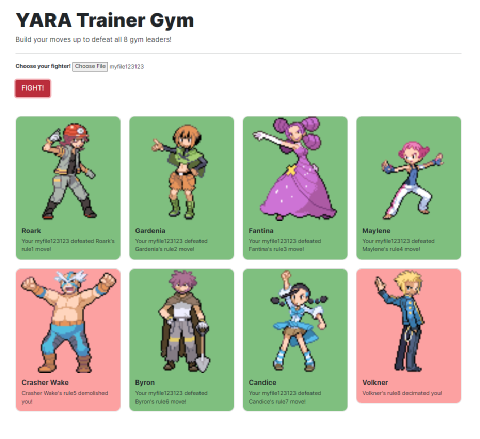 YARA Trainer Gym
Build your moves up to defeat all 8 gym leaders!
Choose your fighter! Choose File myfile123123
FIGHT!
Roark
Your myfile123123 defeated Roark's
rule1 move!
Gardenia
Your myfile123123 defeated
Gardenia's rule2 move!
Fantina
Your myfile123123 defeated
Fantina's rule3 move!
Maylene
Your myfile123123 defeated
Maylene's rule4 move!
Crasher Wake
Crasher Wake's rule5 demolished
you!
Byron
Your myfile123123 defeated
Byron's rule6 move!
Candice
Your myfile123123 defeated
Candice's rule7 move!
Volkner
Volkner's rule8 decimated you!